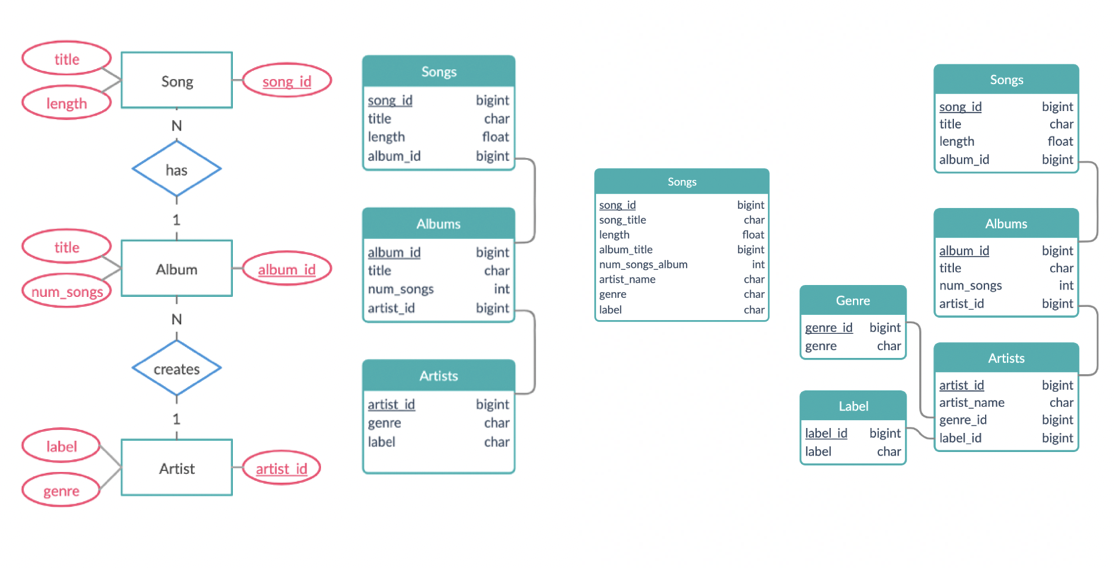 title
Song
song_id
length
N
has
1
title
Album
album_id
num_songs
N
creates
1
label
Artist
artist_id
genre
Songs
song_id bigint
title char
length float
album_id bigint
Albums
album_id bigint
title char
num_songs int
artist_id bigint
Artists
artist_id bigint
genre char
label char
Songs
song_id bigint
song_title char
length float
album_title bigint
num_songs_album int
artist_name char
genre char
label char
Genre
genre_id bigint
genre char
Label
label_id bigint
label char
Songs
song_id bigint
title char
length float
album_id bigint
Albums
album_id bigint
title char
num_songs int
artist_id bigint
Artists
artist_id bigint
artist_name char
genre_id bigint
label_id bigint